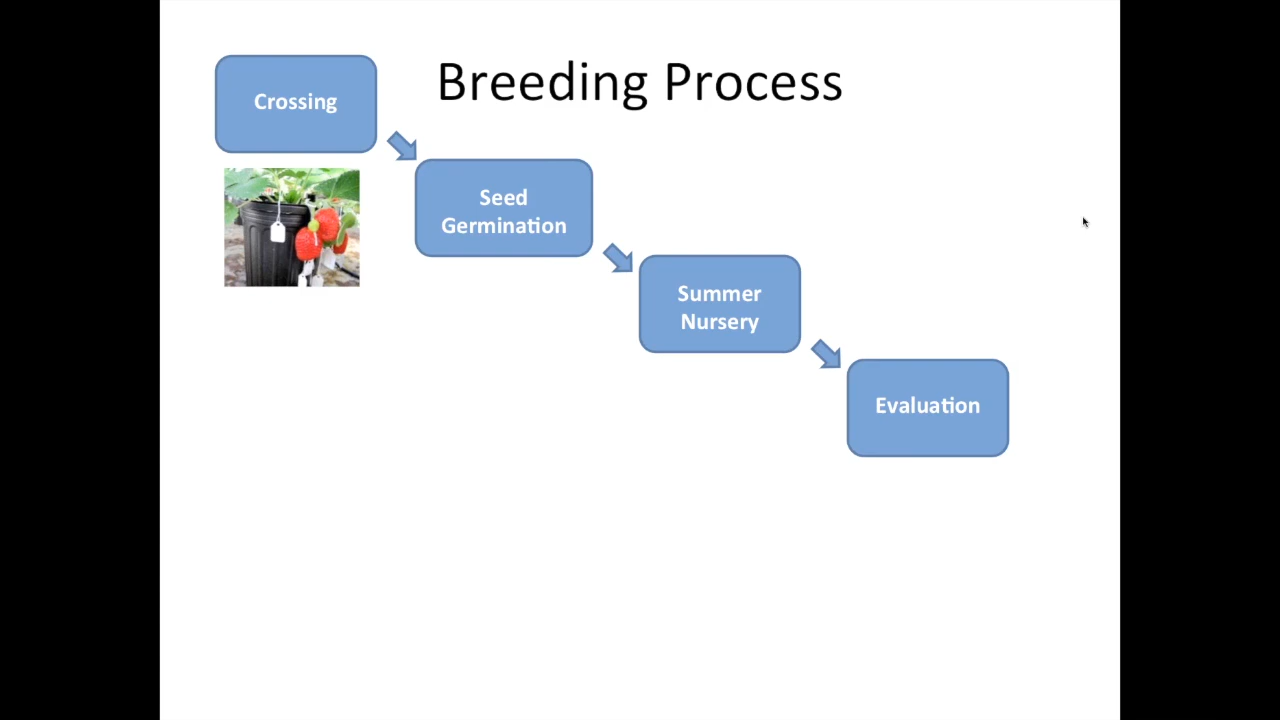 Breeding Process
Crossing
Seed
Germination
Summer
Nursery
Evaluation